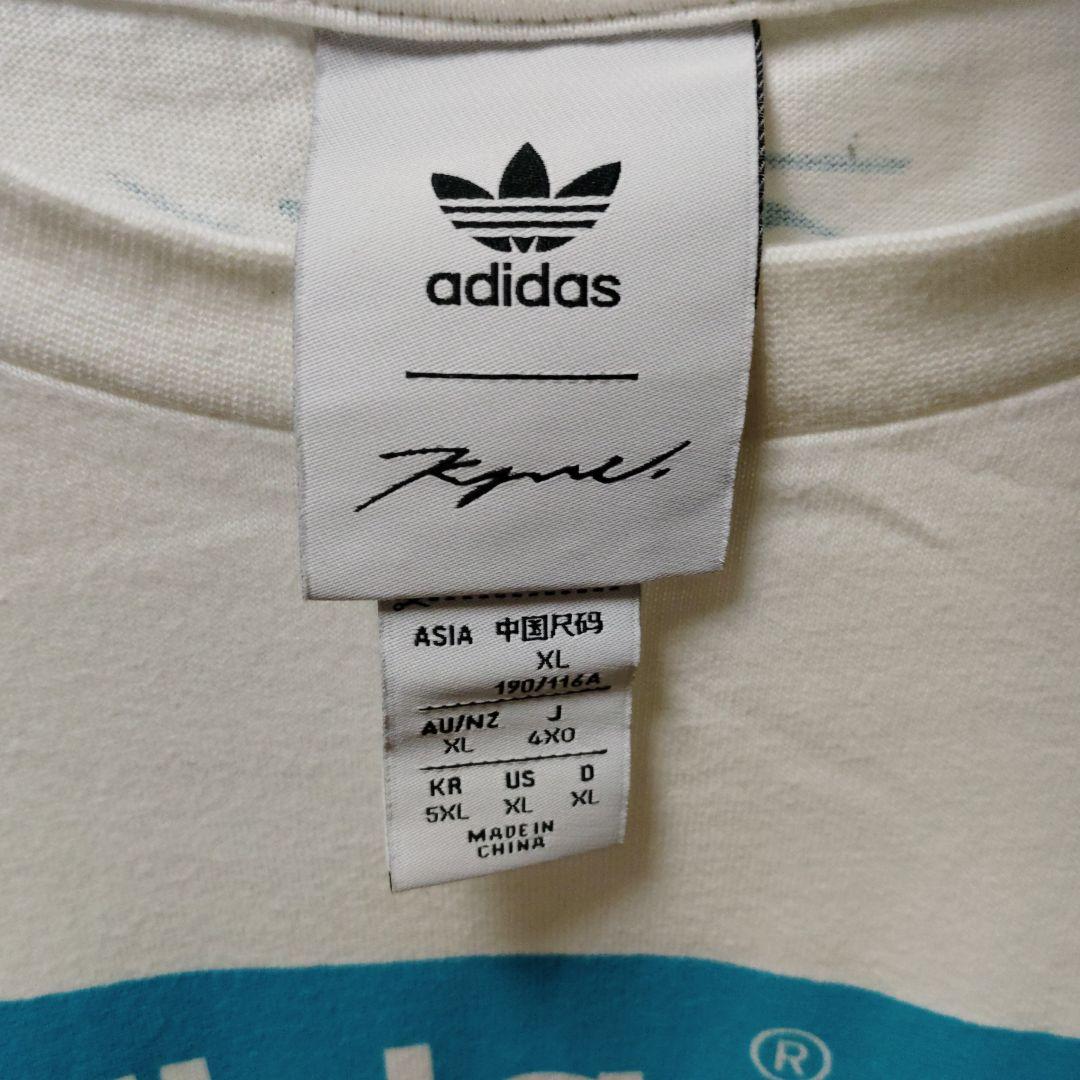 adidas
ASIA 中国尺码
XL
190/116A
AU/NZ J
XL 4XO
KR US D
5XL XL XL
MADE IN
CHINA
®